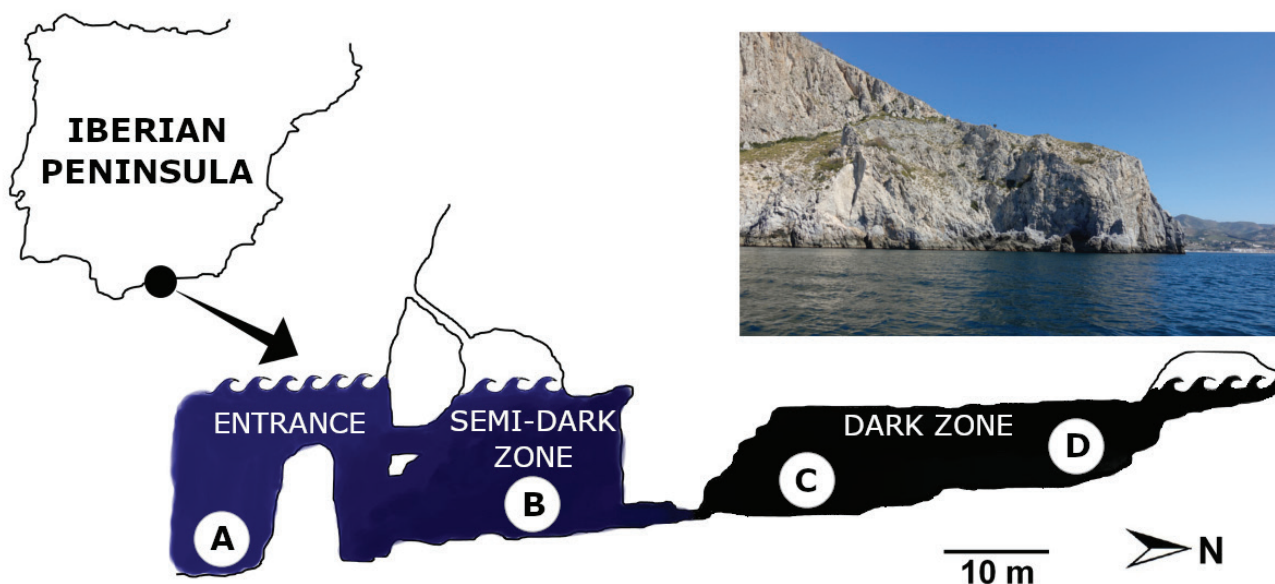 IBERIAN
PENINSULA
ENTRANCE
SEMI-DARK
ZONE
DARK ZONE
A
B
C
D
10 m
N